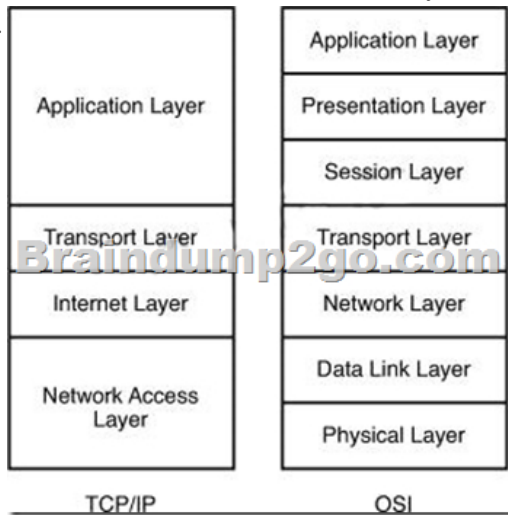 Application Layer
Transport Layer
Internet Layer
Network Access
Layer
TCP/IP
Application Layer
Presentation Layer
Session Layer
Transport Layer
Network Layer
Data Link Layer
Physical Layer
OSI
Braindump2go.com